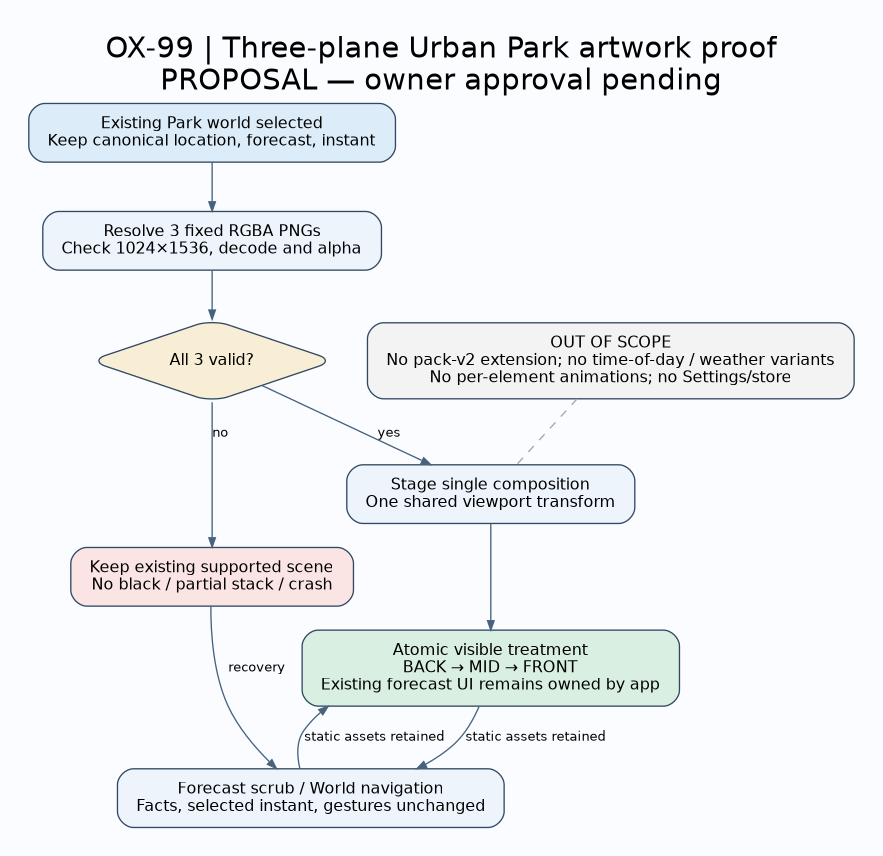 OX-99 | Three-plane Urban Park artwork proof
PROPOSAL — owner approval pending
Existing Park world selected
Keep canonical location, forecast, instant
Resolve 3 fixed RGBA PNGs
Check 1024×1536, decode and alpha
All 3 valid?
OUT OF SCOPE
No pack-v2 extension; no time-of-day / weather variants
No per-element animations; no Settings/store
no
yes
Stage single composition
One shared viewport transform
Keep existing supported scene
No black / partial stack / crash
Atomic visible treatment
BACK → MID → FRONT
Existing forecast UI remains owned by app
recovery
static assets retained
static assets retained
Forecast scrub / World navigation
Facts, selected instant, gestures unchanged